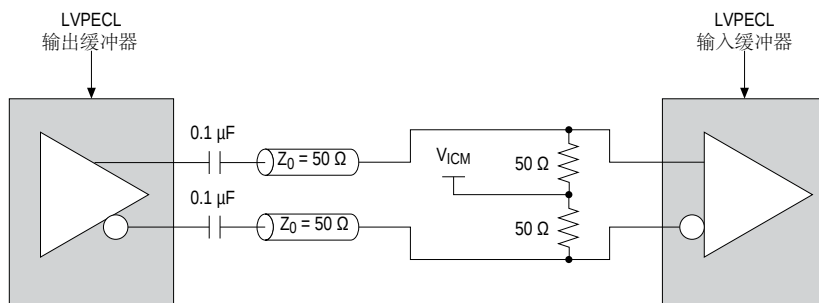 LVPECL
输出缓冲器
LVPECL
输入缓冲器
0.1 µF
Z0 = 50 Ω
VICM
50 Ω
0.1 µF
Z0 = 50 Ω
50 Ω